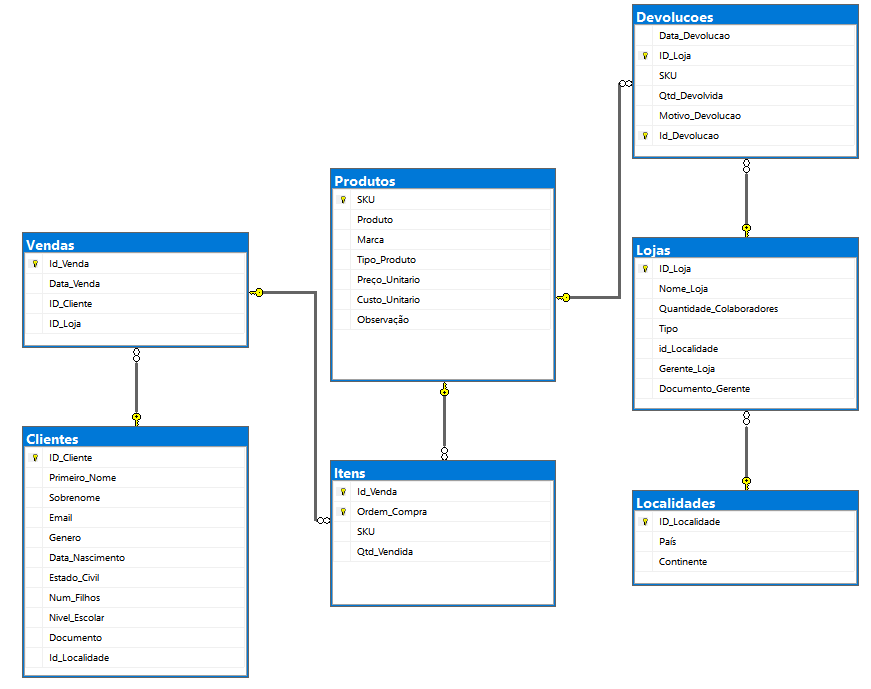 Devolucoes
Data_Devolucao
ID_Loja
SKU
Qtd_Devolvida
Motivo_Devolucao
Id_Devolucao
Produtos
SKU
Produto
Marca
Tipo_Produto
Preço_Unitario
Custo_Unitario
Observação
Vendas
Id_Venda
Data_Venda
ID_Cliente
ID_Loja
Lojas
ID_Loja
Nome_Loja
Quantidade_Colaboradores
Tipo
id_Localidade
Gerente_Loja
Documento_Gerente
Clientes
ID_Cliente
Primeiro_Nome
Sobrenome
Email
Genero
Data_Nascimento
Estado_Civil
Num_Filhos
Nivel_Escolar
Documento
Id_Localidade
Itens
Id_Venda
Ordem_Compra
SKU
Qtd_Vendida
Localidades
ID_Localidade
País
Continente